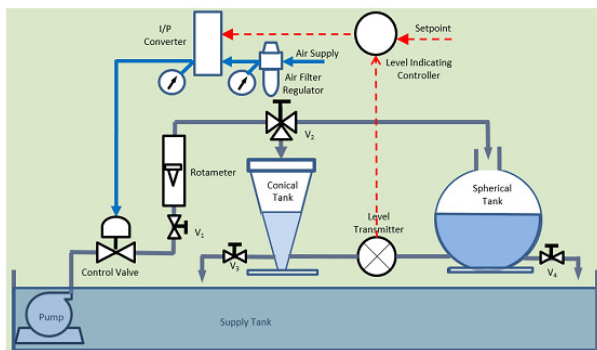 I/P
Converter
Air Supply
Air Filter
Regulator
Setpoint
Level Indicating
Controller
V2
Rotameter
Conical
Tank
Spherical
Tank
V1
Level
Transmitter
V3
V4
Control Valve
Pump
Supply Tank